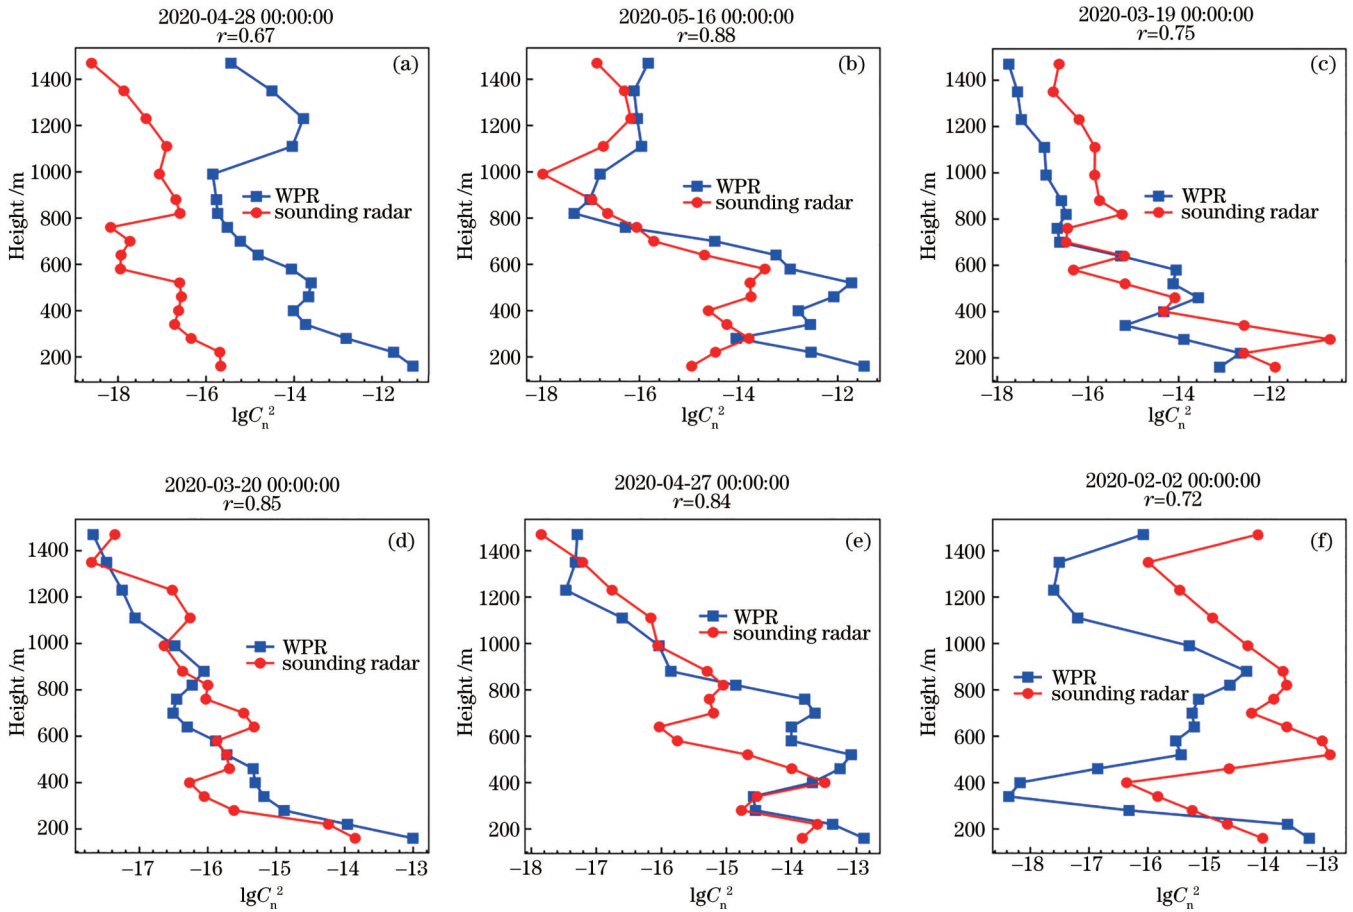 2020-04-28 00:00:00
r=0.67
(a)
Height /m
1400
1200
1000
800
600
400
200
WPR
sounding radar
−18
−16
−14
−12
lgCn2
2020-05-16 00:00:00
r=0.88
(b)
Height /m
1400
1200
1000
800
600
400
200
WPR
sounding radar
−18
−16
−14
−12
lgCn2
2020-03-19 00:00:00
r=0.75
(c)
Height /m
1400
1200
1000
800
600
400
200
WPR
sounding radar
−18
−16
−14
−12
lgCn2
2020-03-20 00:00:00
r=0.85
(d)
Height /m
1400
1200
1000
800
600
400
200
WPR
sounding radar
−17
−16
−15
−14
−13
lgCn2
2020-04-27 00:00:00
r=0.84
(e)
Height /m
1400
1200
1000
800
600
400
200
WPR
sounding radar
−18
−17
−16
−15
−14
−13
lgCn2
2020-02-02 00:00:00
r=0.72
(f)
Height /m
1400
1200
1000
800
600
400
200
WPR
sounding radar
−18
−17
−16
−15
−14
−13
lgCn2